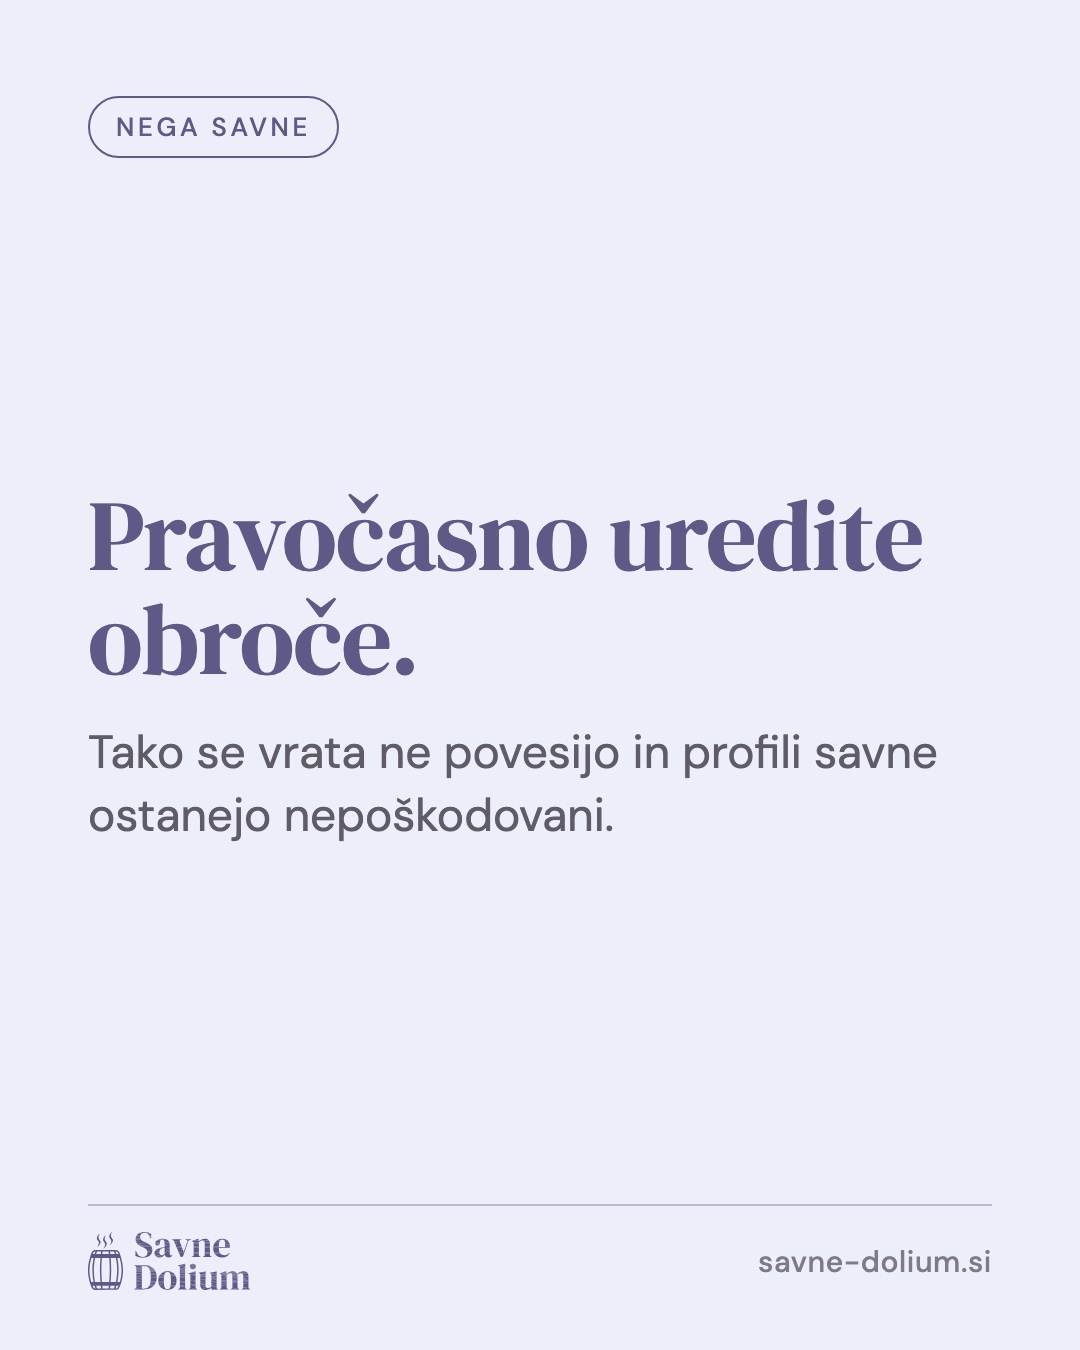 NEGA SAVNE
Pravočasno uredite
obroče.
Tako se vrata ne povesijo in profili savne
ostanejo nepoškodovani.
Savne
Dolium
savne-dolium.si